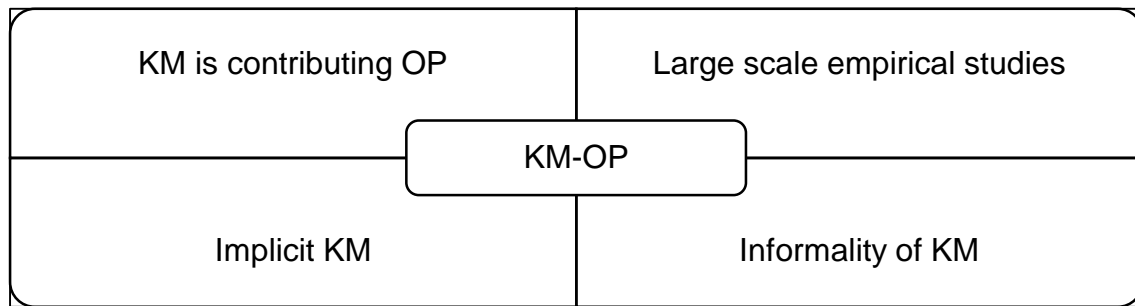 KM is contributing OP
Large scale empirical studies
KM-OP
Implicit KM
Informality of KM